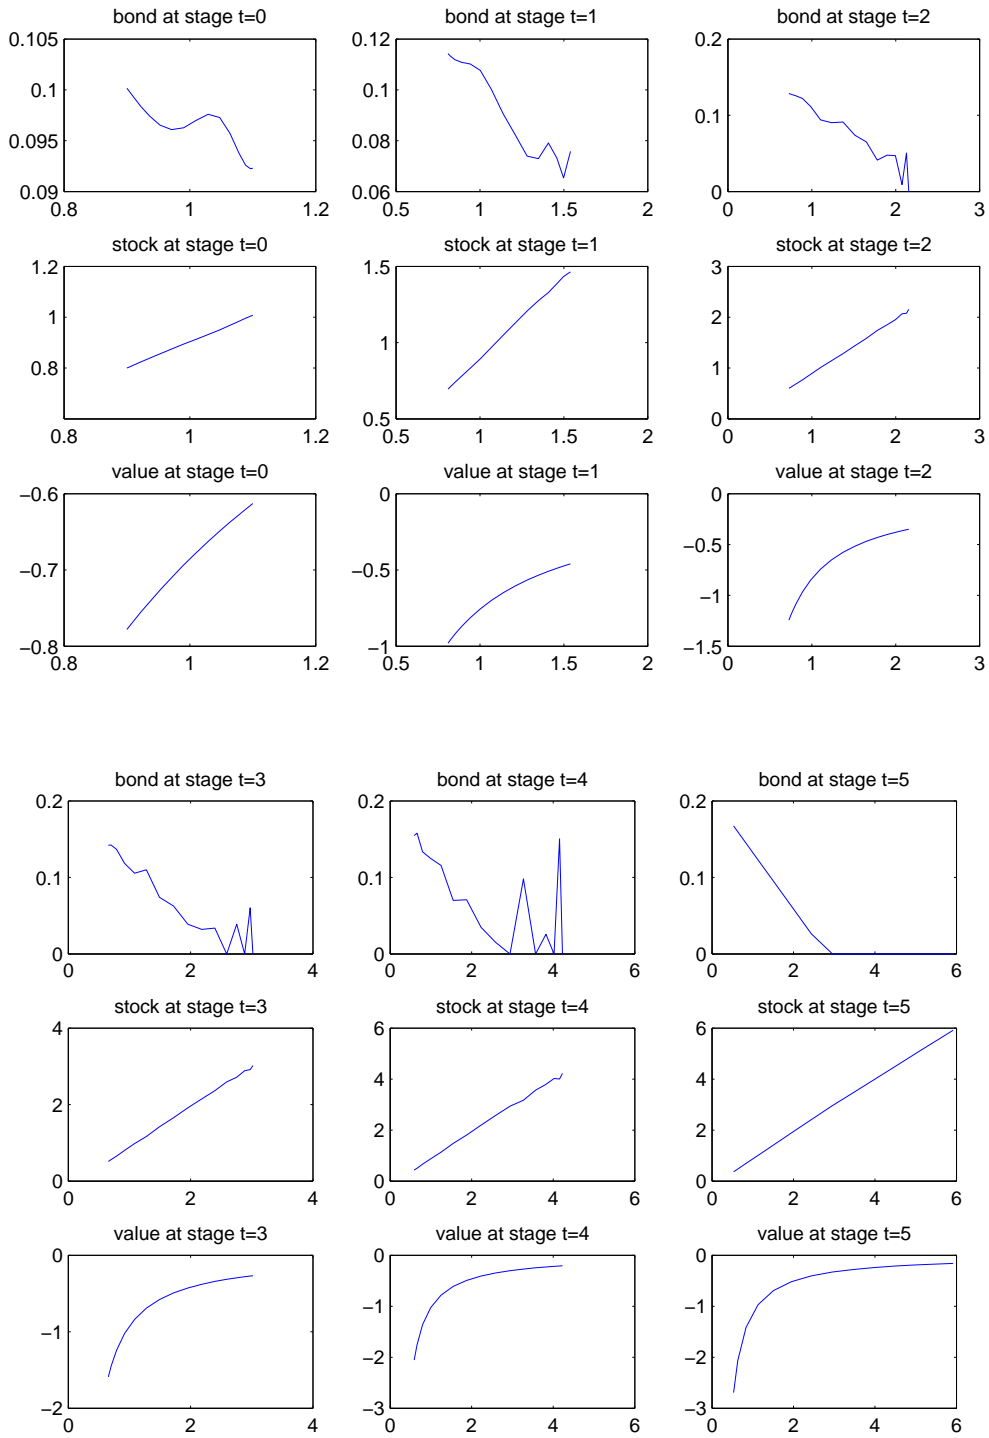 bond at stage t=0 bond at stage t=1 bond at stage t=2
0.105 0.12 0.2
0.1 0.1 0.1
0.095 0.08
0.09 0.06 0
0.8 1 1.2 0.5 1 1.5 2 0 1 2 3
stock at stage t=0 stock at stage t=1 stock at stage t=2
1.2 1.5 3
1 1 2
0.8 1
0.5 0
0.8 1 1.2 0.5 1 1.5 2 0 1 2 3
value at stage t=0 value at stage t=1 value at stage t=2
−0.6 0 0
−0.7 −0.5 −0.5
−1
−0.8 −1 −1.5
0.8 1 1.2 0.5 1 1.5 2 0 1 2 3
bond at stage t=3 bond at stage t=4 bond at stage t=5
0.2 0.2 0.2
0.1 0.1 0.1
0 0 0
0 2 4 0 2 4 6 0 2 4 6
stock at stage t=3 stock at stage t=4 stock at stage t=5
4 6 6
2 4 4
2 2
0 0 0
0 2 4 0 2 4 6 0 2 4 6
value at stage t=3 value at stage t=4 value at stage t=5
0 0 0
−1 −1 −1
−2 −2
−2 −3 −3
0 2 4 0 2 4 6 0 2 4 6